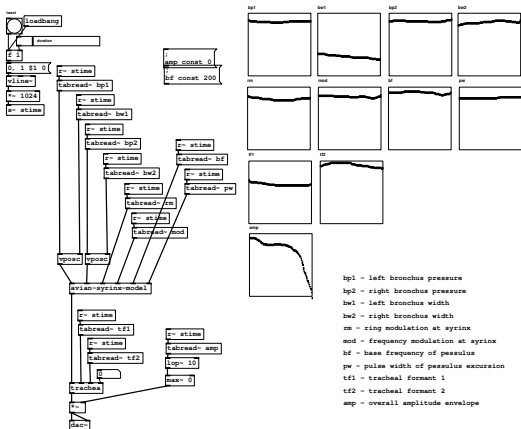 tweet
loadbang
duration
f 1
0, 1 $1 0
vline~
*~ 1024
s~ stime
;
amp const 0
;
bf const 200
r~ stime
tabread~ bp1
r~ stime
tabread~ bw1
r~ stime
tabread~ bp2
r~ stime
tabread~ bw2
r~ stime
tabread~ rm
r~ stime
tabread~ mod
r~ stime
tabread~ bf
r~ stime
tabread~ pw
vposc
vposc
avian-syrinx-model
r~ stime
tabread~ tf1
r~ stime
tabread~ tf2
0
trachea
r~ stime
tabread~ amp
lop~ 10
max~ 0
*~
dac~
bp1
bw1
bp2
bw2
rm
mod
bf
pw
tf1
tf2
amp
bp1 - left bronchus pressure
bp2 - right bronchus pressure
bw1 - left bronchus width
bw2 - right bronchus width
rm - ring modulation at syrinx
mod - frequency modulation at syrinx
bf - base frequency of pessulus
pw - pulse width of pessulus excursion
tf1 - tracheal formant 1
tf2 - tracheal formant 2
amp - overall amplitude envelope